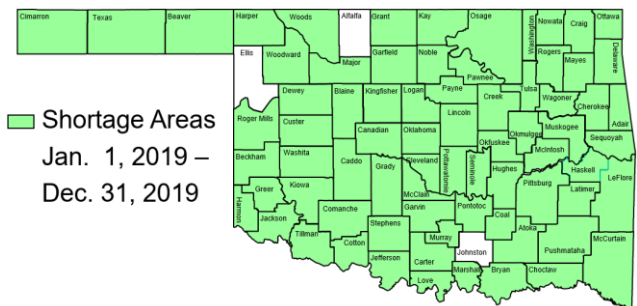 Cimarron Texas Beaver Harper Woods Alfalfa Grant Kay Osage Washington Nowata Craig Ottawa
Ellis Woodward Major Garfield Noble Pawnee Rogers Mayes Delaware
Dewey Blaine Kingfisher Logan Payne Creek Tulsa Wagoner Cherokee Adair
Shortage Areas
Roger Mills Custer Canadian Oklahoma Lincoln Okfuskee Okmulgee Muskogee Sequoyah
Jan. 1, 2019 –
Beckham Washita Caddo Grady Cleveland Pottawatomie Seminole Hughes McIntosh Haskell LeFlore
Dec. 31, 2019
Harmon Greer Kiowa McClain Garvin Pontotoc Pittsburg Latimer
Jackson Comanche Stephens Murray Coal Atoka Pushmataha McCurtain
Tillman Cotton Jefferson Carter Johnston
Love Marshall Bryan Choctaw